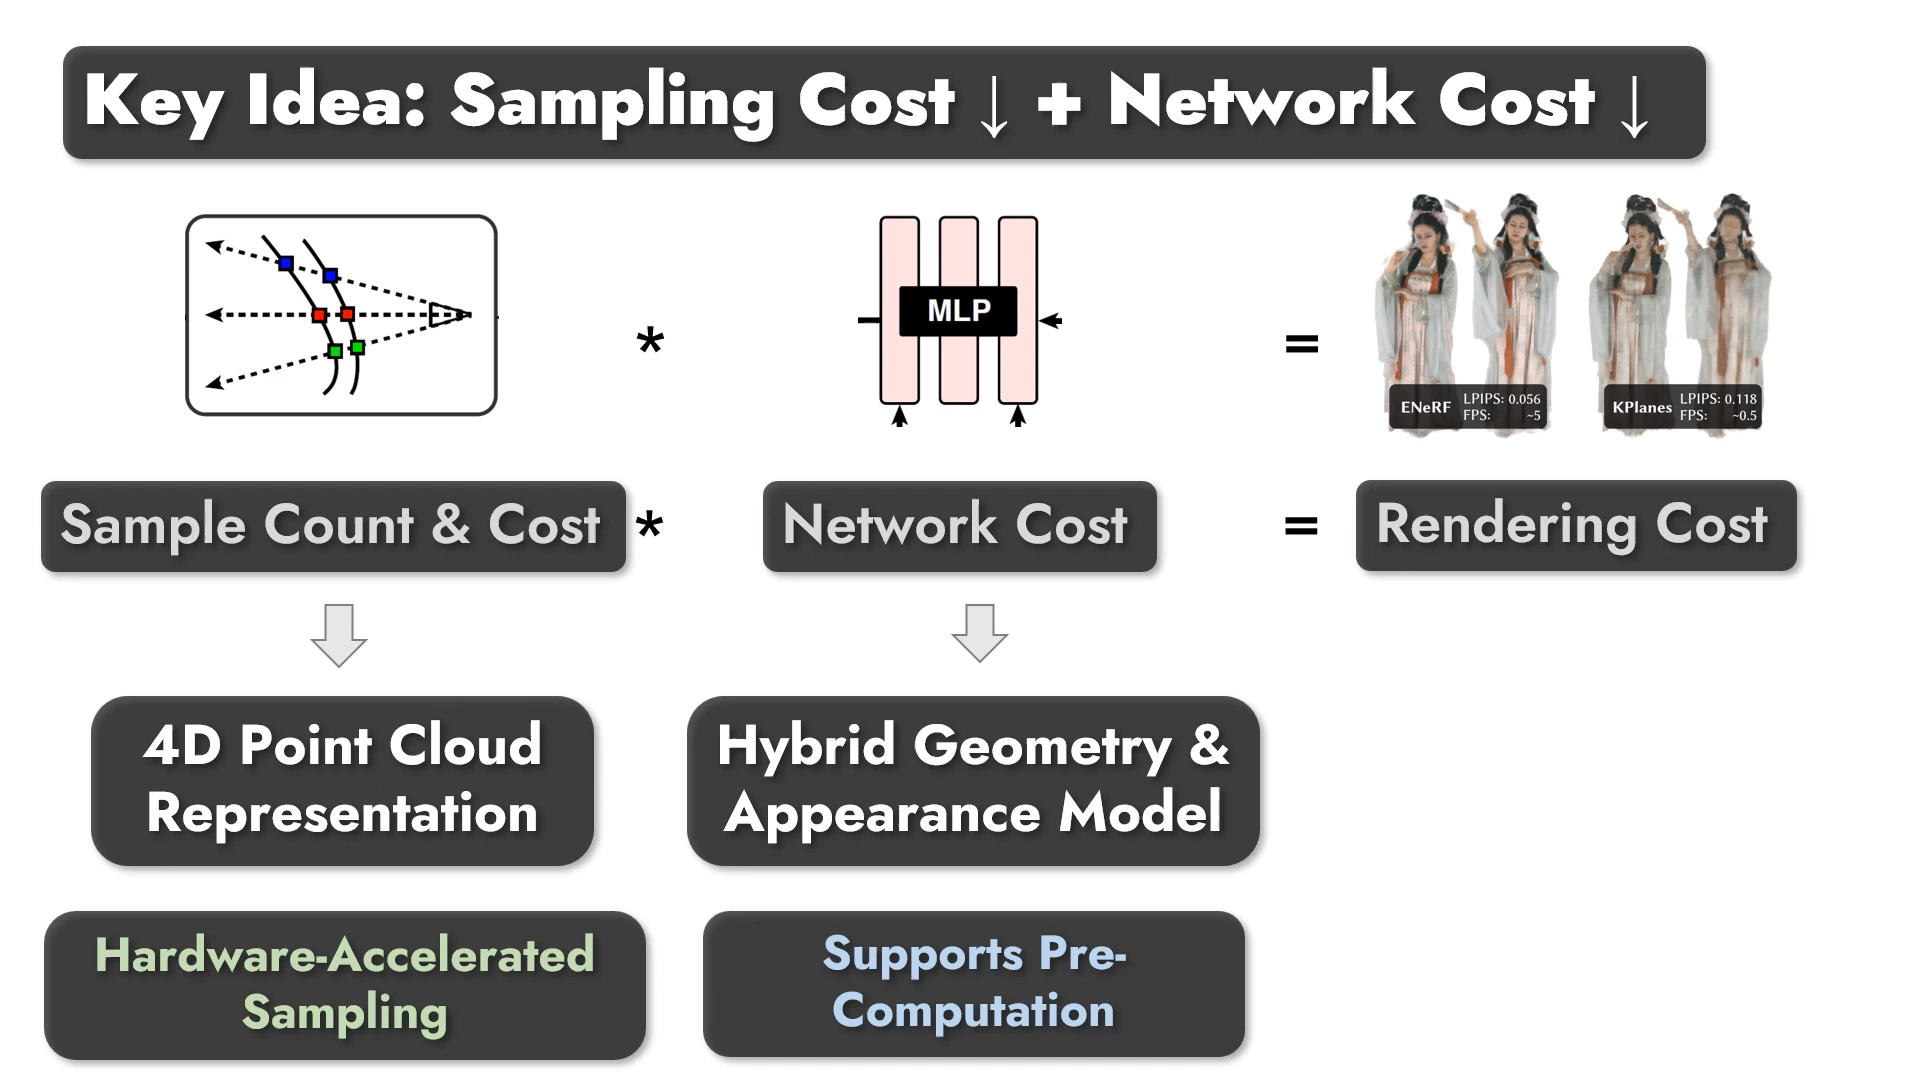 Key Idea: Sampling Cost ↓ + Network Cost ↓
*
MLP
=
ENeRF LPIPS: 0.056
FPS: ~5
KPlanes LPIPS: 0.118
FPS: ~0.5
Sample Count & Cost
*
Network Cost
=
Rendering Cost
4D Point Cloud
Representation
Hybrid Geometry &
Appearance Model
Hardware-Accelerated
Sampling
Supports Pre-
Computation